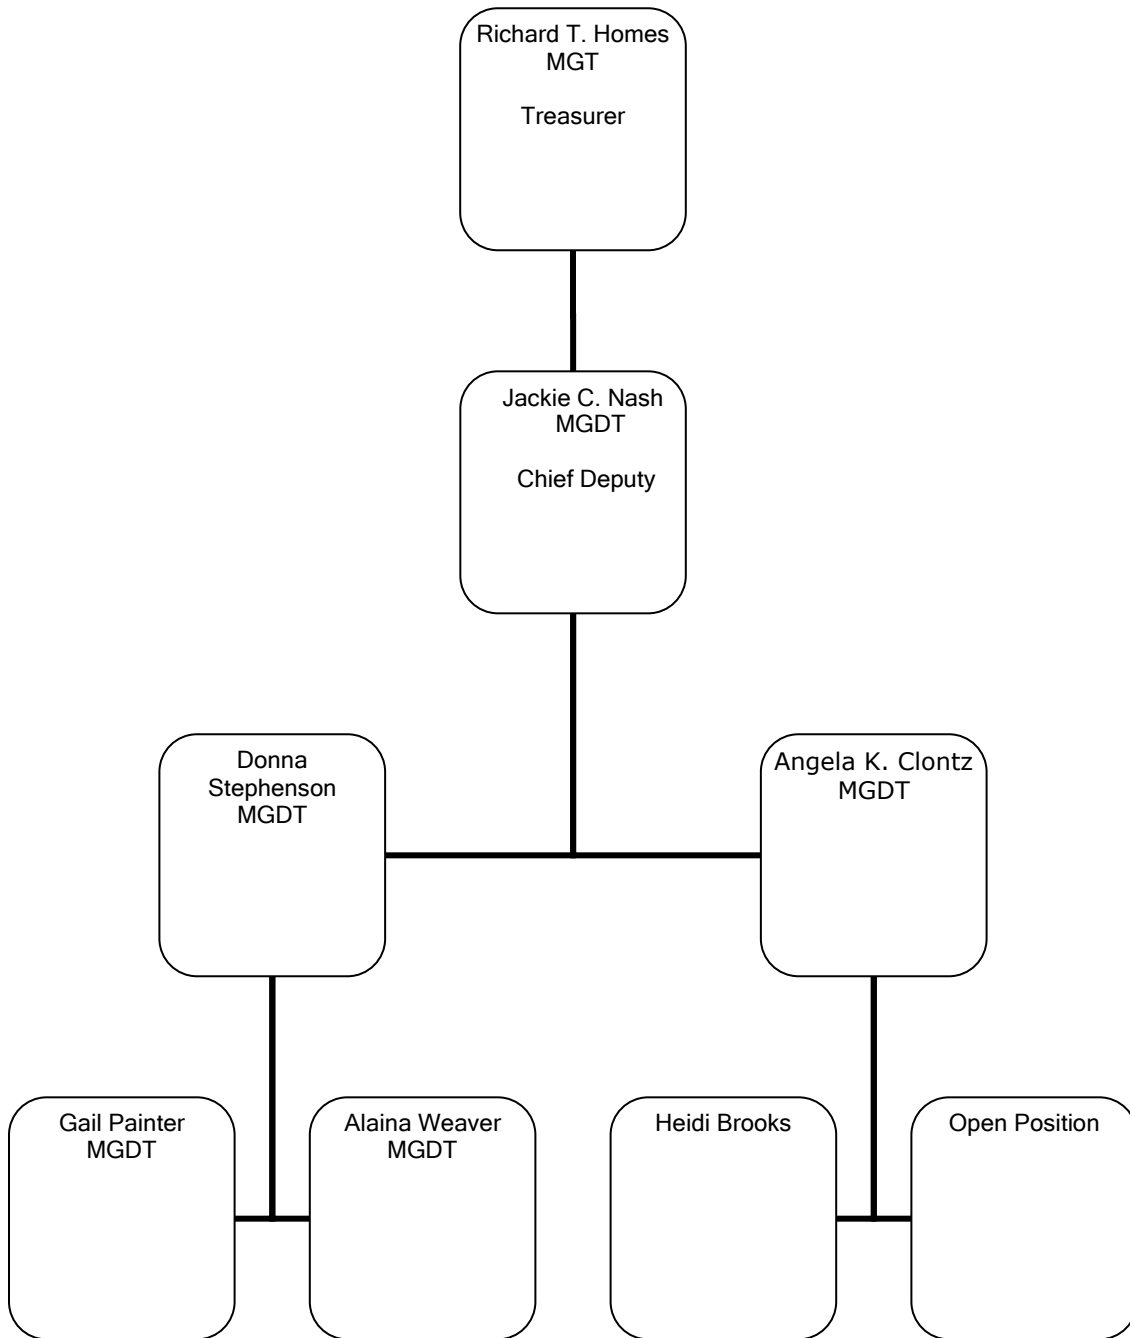 Richard T. Homes
MGT
Treasurer
Jackie C. Nash
MGDT
Chief Deputy
Donna
Stephenson
MGDT
Angela K. Clontz
MGDT
Gail Painter
MGDT
Alaina Weaver
MGDT
Heidi Brooks
Open Position